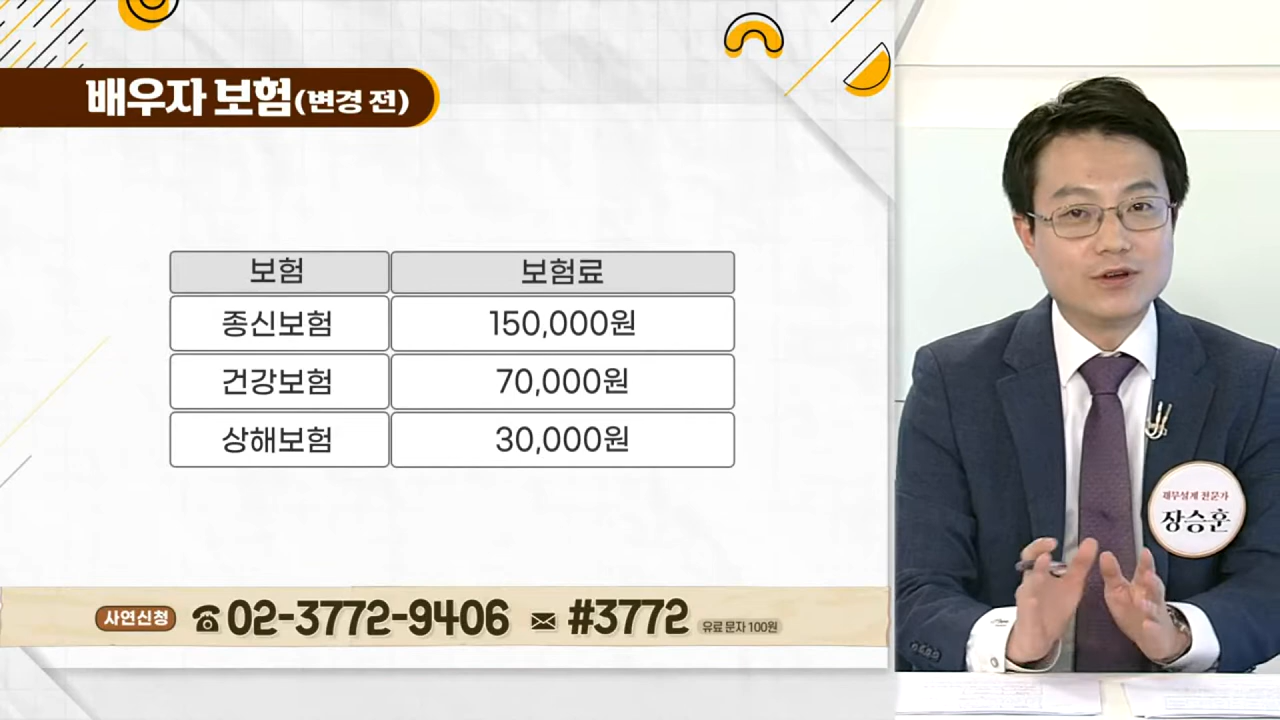 배우자 보험(변경 전)
보험 보험료
종신보험 150,000원
건강보험 70,000원
상해보험 30,000원
재무설계 전문가
장승훈
사연신청 02-3772-9406 #3772 유료 문자 100원